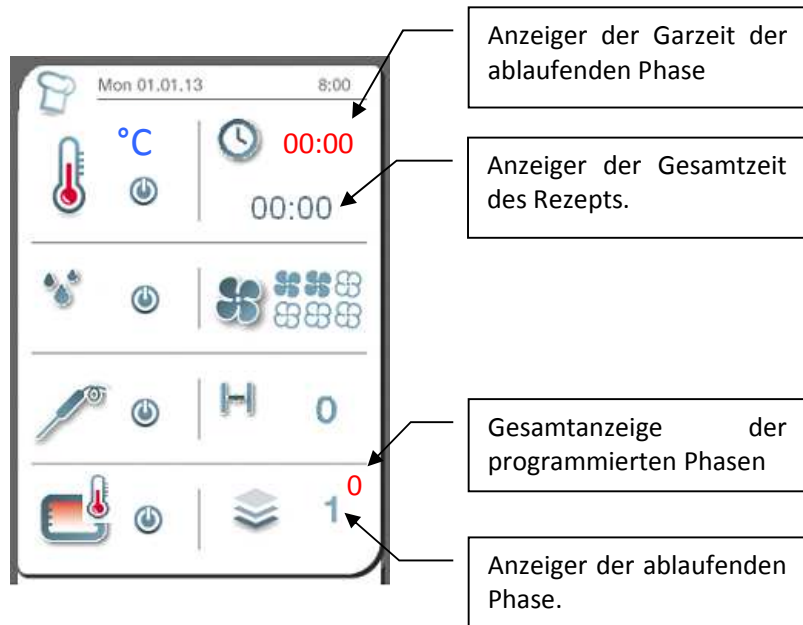 Anzeiger der Garzeit der
ablaufenden Phase
Mon 01.01.13 8:00
°C
00:00
Anzeiger der Gesamtzeit
des Rezepts.
00:00
0
Gesamtanzeige der
programmierten Phasen
0
1
Anzeiger der ablaufenden
Phase.